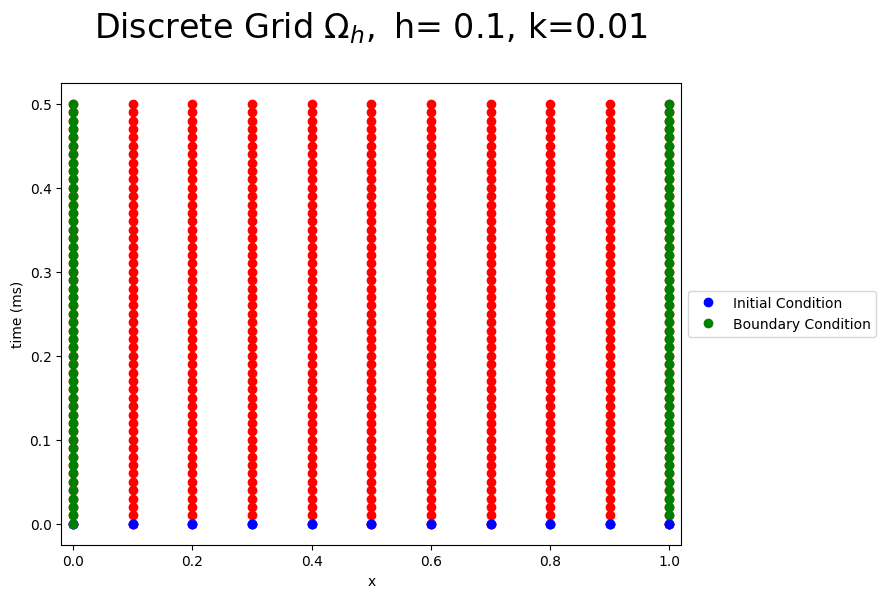 Discrete Grid Ωₕ, h= 0.1, k=0.01
0.5
0.4
0.3
0.2
0.1
0.0
time (ms)
0.0 0.2 0.4 0.6 0.8 1.0
x
Initial Condition
Boundary Condition